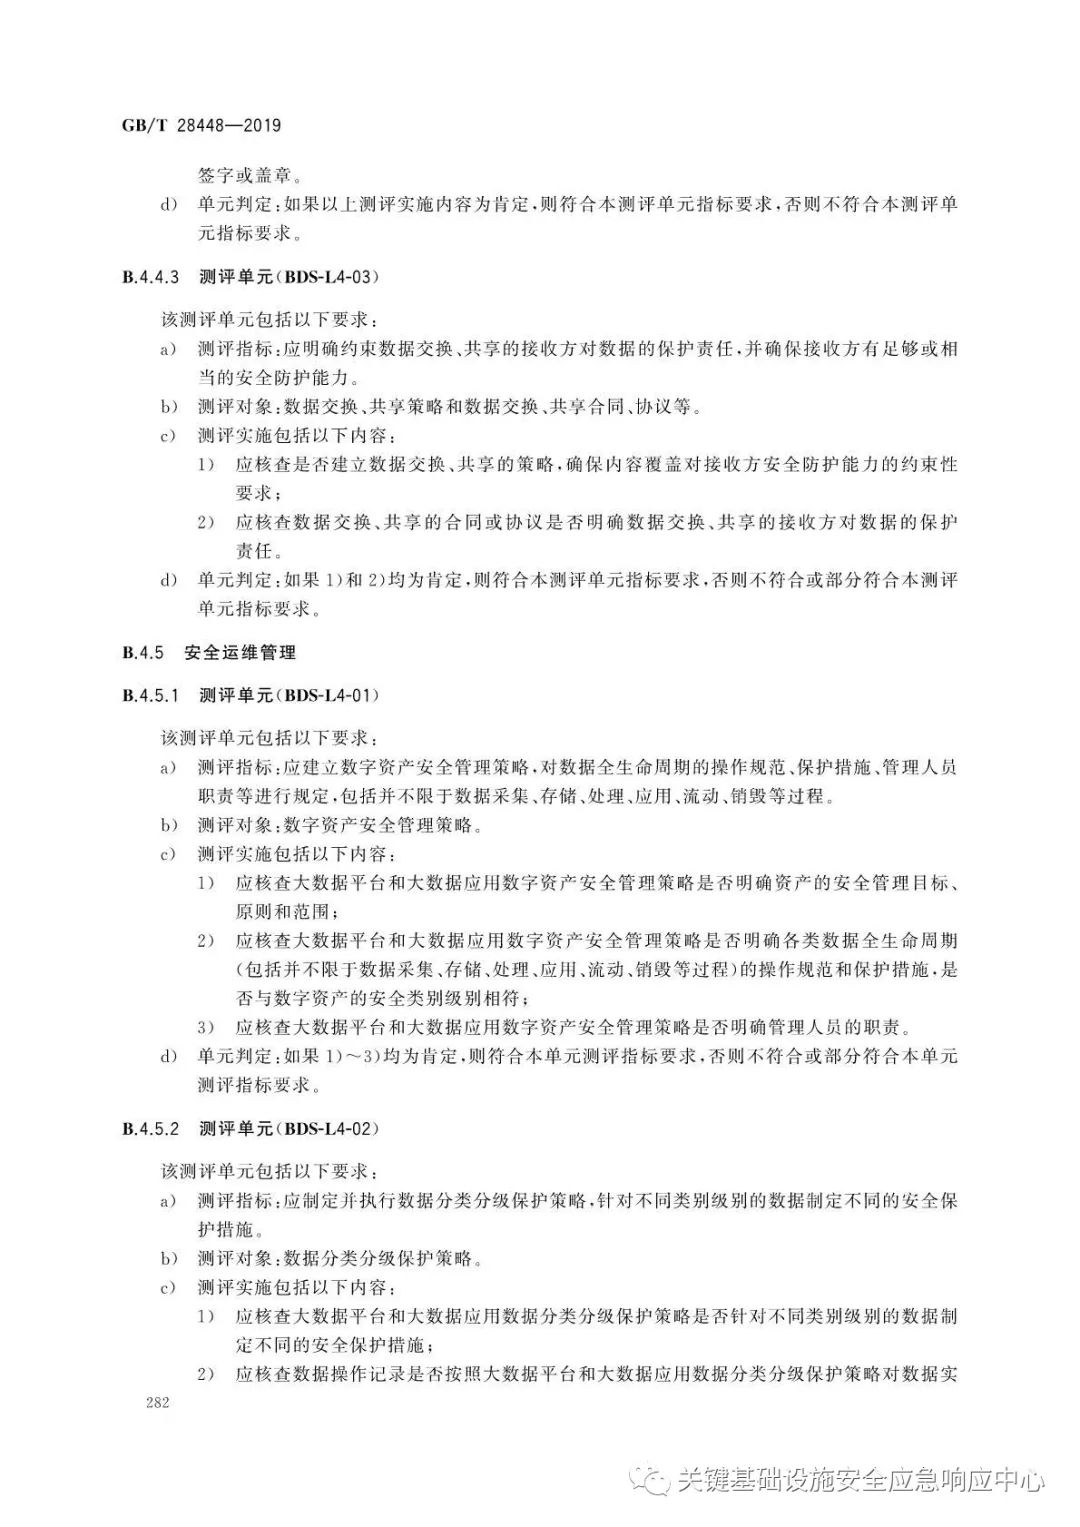 GB/T 28448—2019
签字或盖章。
d) 单元判定:如果以上测评实施内容为肯定,则符合本测评单元指标要求,否则不符合本测评单
元指标要求。
B.4.4.3 测评单元(BDS-L4-03)
该测评单元包括以下要求:
a) 测评指标:应明确约束数据交换、共享的接收方对数据的保护责任,并确保接收方有足够或相
当的安全防护能力。
b) 测评对象:数据交换、共享策略和数据交换、共享合同、协议等。
c) 测评实施包括以下内容:
1) 应核查是否建立数据交换、共享的策略,确保内容覆盖对接收方安全防护能力的约束性
要求;
2) 应核查数据交换、共享的合同或协议是否明确数据交换、共享的接收方对数据的保护
责任。
d) 单元判定:如果 1)和 2)均为肯定,则符合本测评单元指标要求,否则不符合或部分符合本测评
单元指标要求。
B.4.5 安全运维管理
B.4.5.1 测评单元(BDS-L4-01)
该测评单元包括以下要求:
a) 测评指标:应建立数字资产安全管理策略,对数据全生命周期的操作规范、保护措施、管理人员
职责等进行规定,包括并不限于数据采集、存储、处理、应用、流动、销毁等过程。
b) 测评对象:数字资产安全管理策略。
c) 测评实施包括以下内容:
1) 应核查大数据平台和大数据应用数字资产安全管理策略是否明确资产的安全管理目标、
原则和范围;
2) 应核查大数据平台和大数据应用数字资产安全管理策略是否明确各类数据全生命周期
(包括并不限于数据采集、存储、处理、应用、流动、销毁等过程)的操作规范和保护措施,是
否与数字资产的安全类别级别相符;
3) 应核查大数据平台和大数据应用数字资产安全管理策略是否明确管理人员的职责。
d) 单元判定:如果 1)~3)均为肯定,则符合本单元测评指标要求,否则不符合或部分符合本单元
测评指标要求。
B.4.5.2 测评单元(BDS-L4-02)
该测评单元包括以下要求:
a) 测评指标:应制定并执行数据分类分级保护策略,针对不同类别级别的数据制定不同的安全保
护措施。
b) 测评对象:数据分类分级保护策略。
c) 测评实施包括以下内容:
1) 应核查大数据平台和大数据应用数据分类分级保护策略是否针对不同类别级别的数据制
定不同的安全保护措施;
2) 应核查数据操作记录是否按照大数据平台和大数据应用数据分类分级保护策略对数据实
282
关键基础设施安全应急响应中心